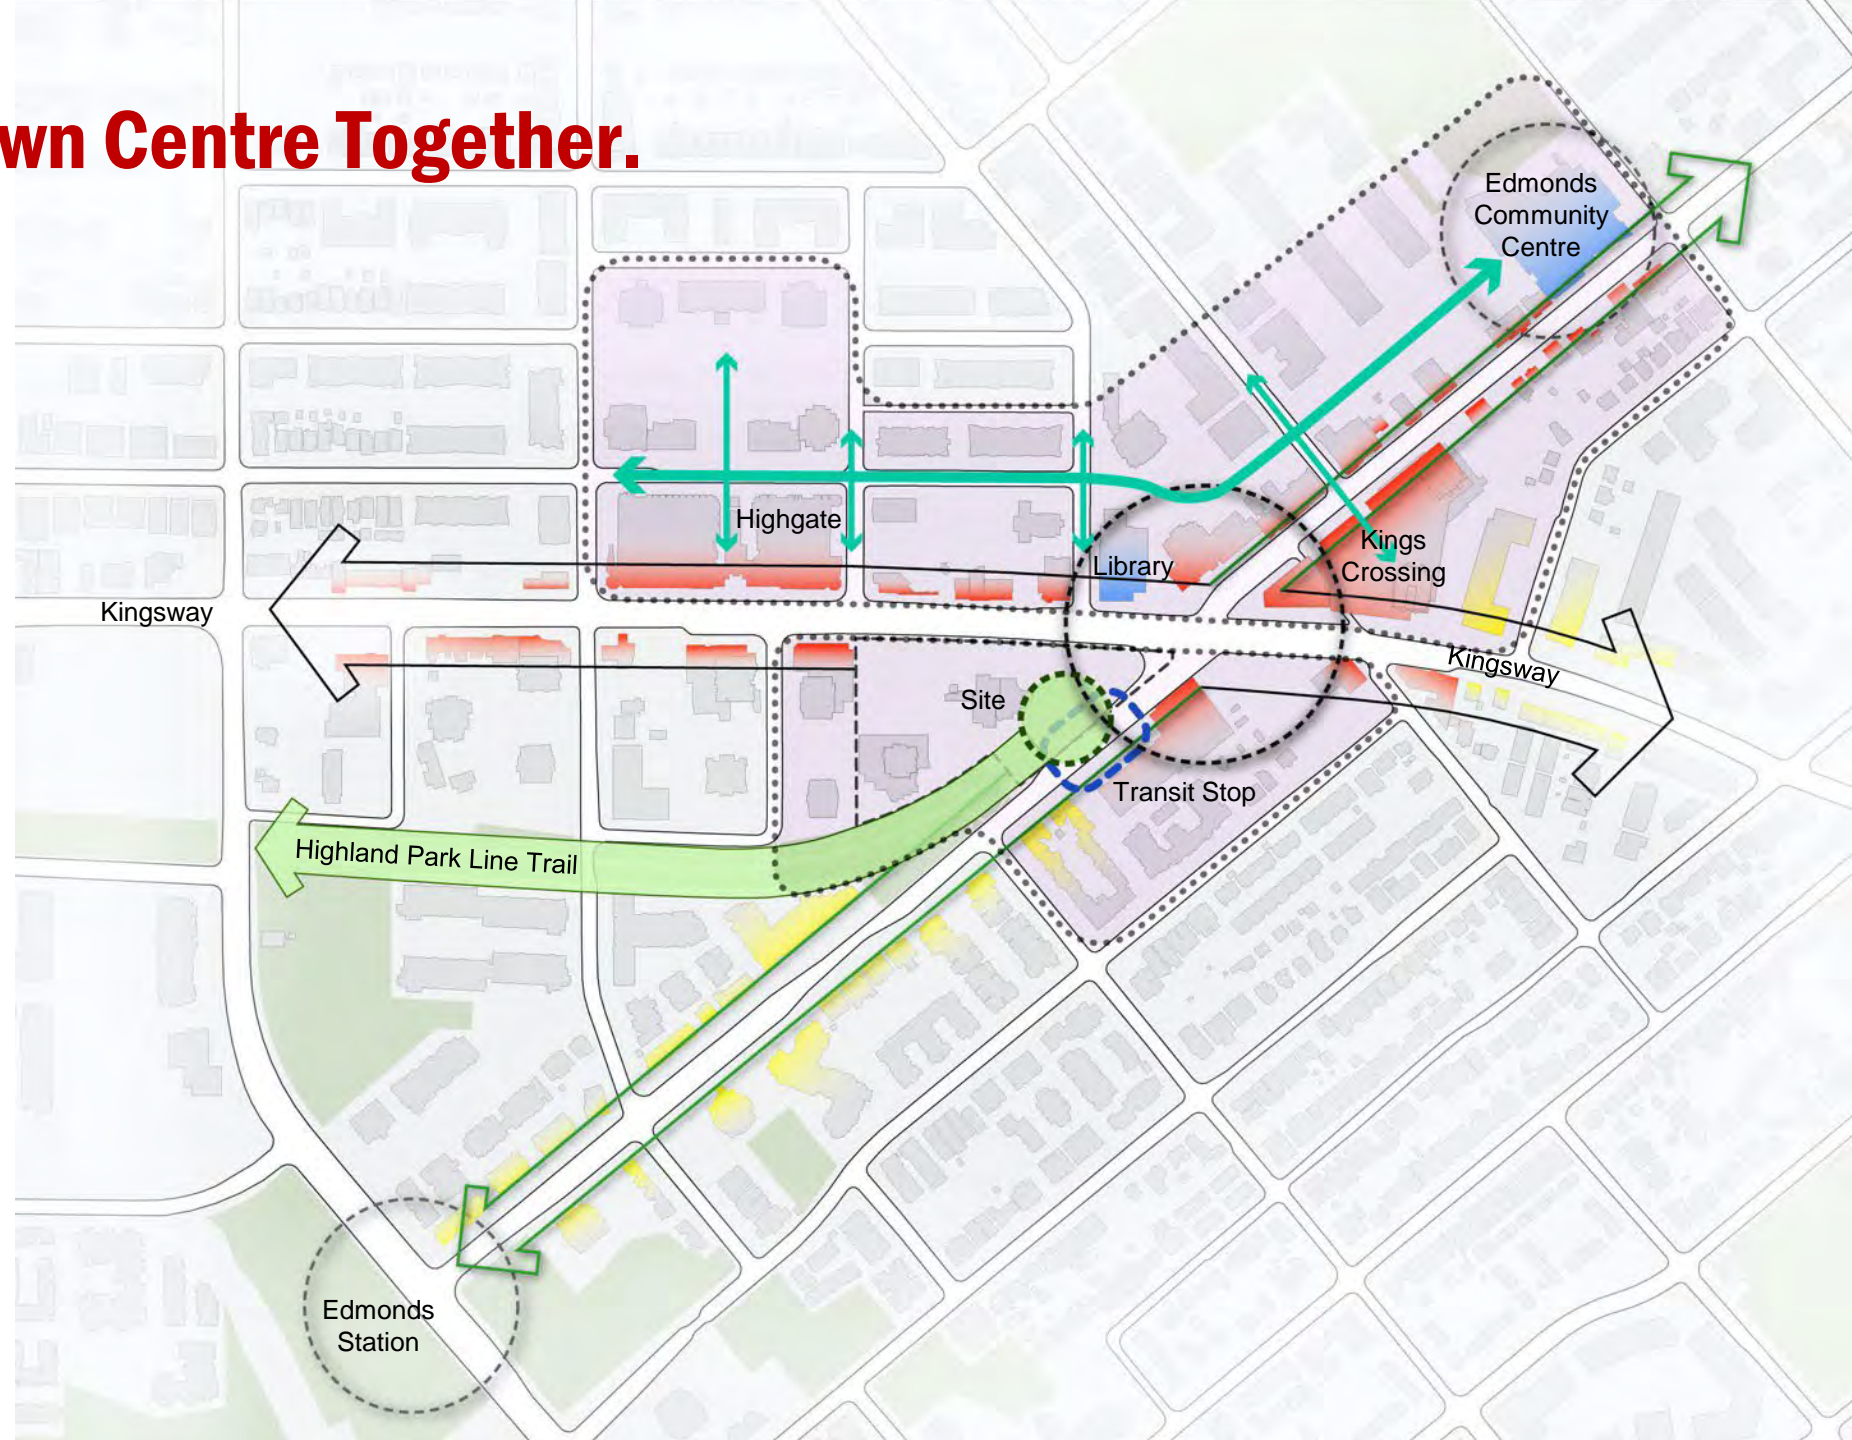 wn Centre Together.
Edmonds
Community
Centre
Highgate
Library
Kings
Crossing
Kingsway
Kingsway
Site
Transit Stop
Highland Park Line Trail
Edmonds
Station